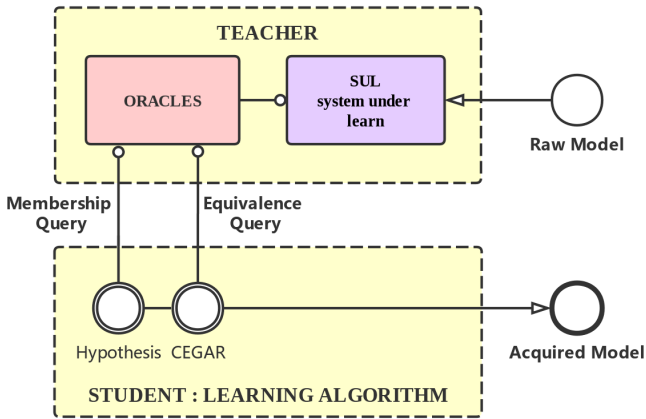 TEACHER
ORACLES
SUL
system under
learn
Raw Model
Membership
Query
Equivalence
Query
Hypothesis
CEGAR
Acquired Model
STUDENT : LEARNING ALGORITHM